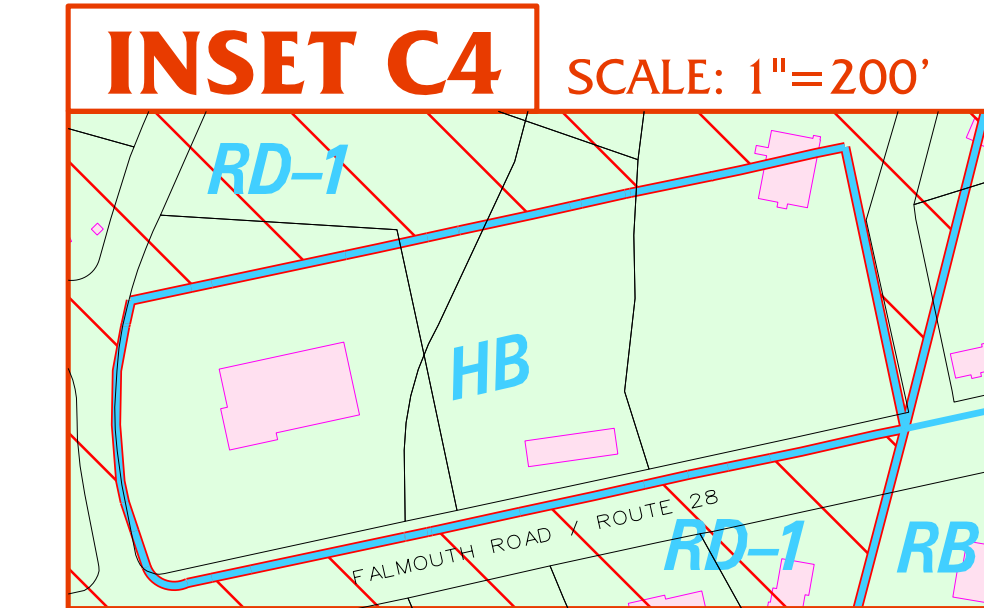 INSET C4
SCALE: 1"=200'
RD-1
HB
FALMOUTH ROAD / ROUTE 28
RD-1
RB